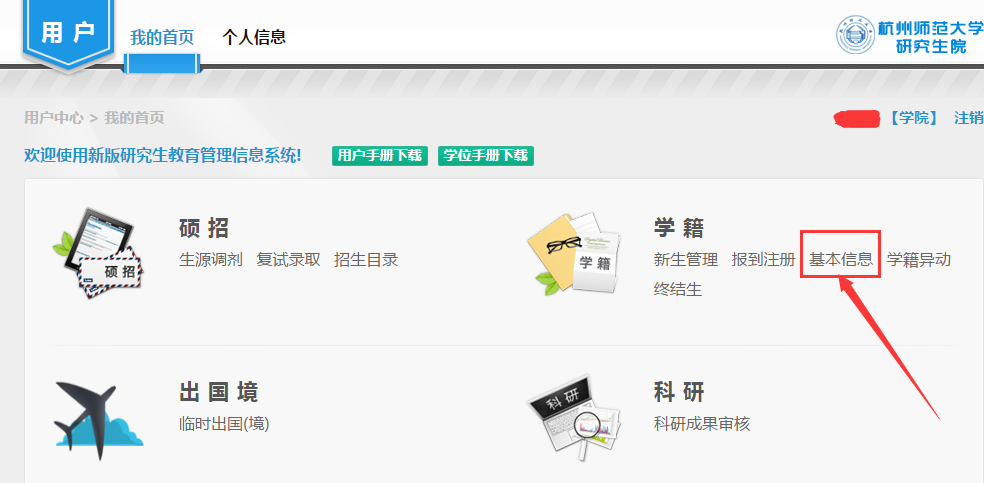 用户
我的首页 个人信息
杭州师范大学
研究生院
用户中心 > 我的首页
【学院】 注销
欢迎使用新版研究生教育管理信息系统! 用户手册下载 学位手册下载
硕招
硕招
生源调剂 复试录取 招生目录
学籍
学籍
新生管理 报到注册 基本信息 学籍异动
终结生
出国境
临时出国(境)
科研
科研
科研成果审核